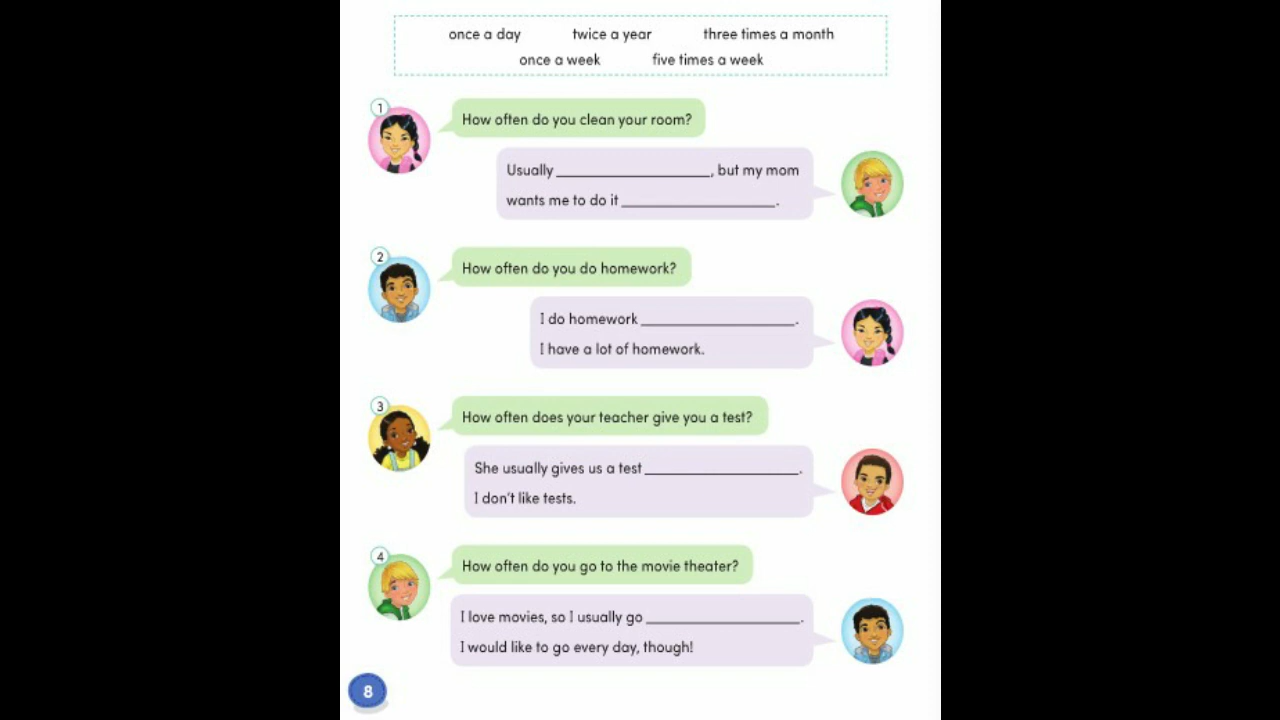 once a day twice a year three times a month
once a week five times a week
1
How often do you clean your room?
Usually ____________________, but my mom
wants me to do it ____________________.
2
How often do you do homework?
I do homework ____________________.
I have a lot of homework.
3
How often does your teacher give you a test?
She usually gives us a test ____________________.
I don't like tests.
4
How often do you go to the movie theater?
I love movies, so I usually go ____________________.
I would like to go every day, though!
8